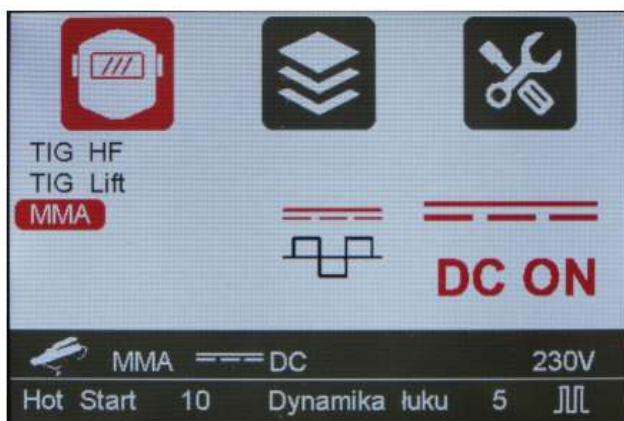 TIG HF
TIG Lift
MMA
DC ON
MMA DC 230V
Hot Start 10 Dynamika łuku 5